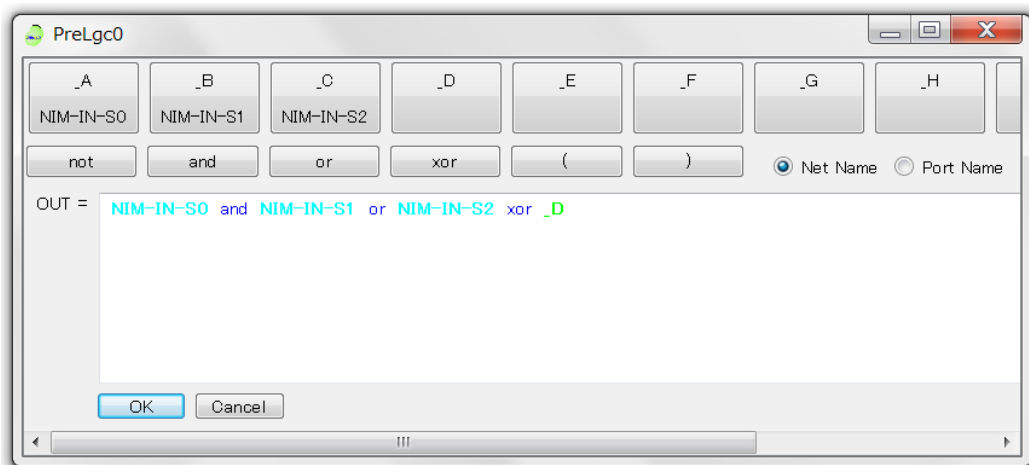 PreLgc0
_A _B _C _D _E _F _G _H
NIM-IN-S0 NIM-IN-S1 NIM-IN-S2
not and or xor ( ) Net Name Port Name
OUT = NIM-IN-S0 and NIM-IN-S1 or NIM-IN-S2 xor _D
OK Cancel